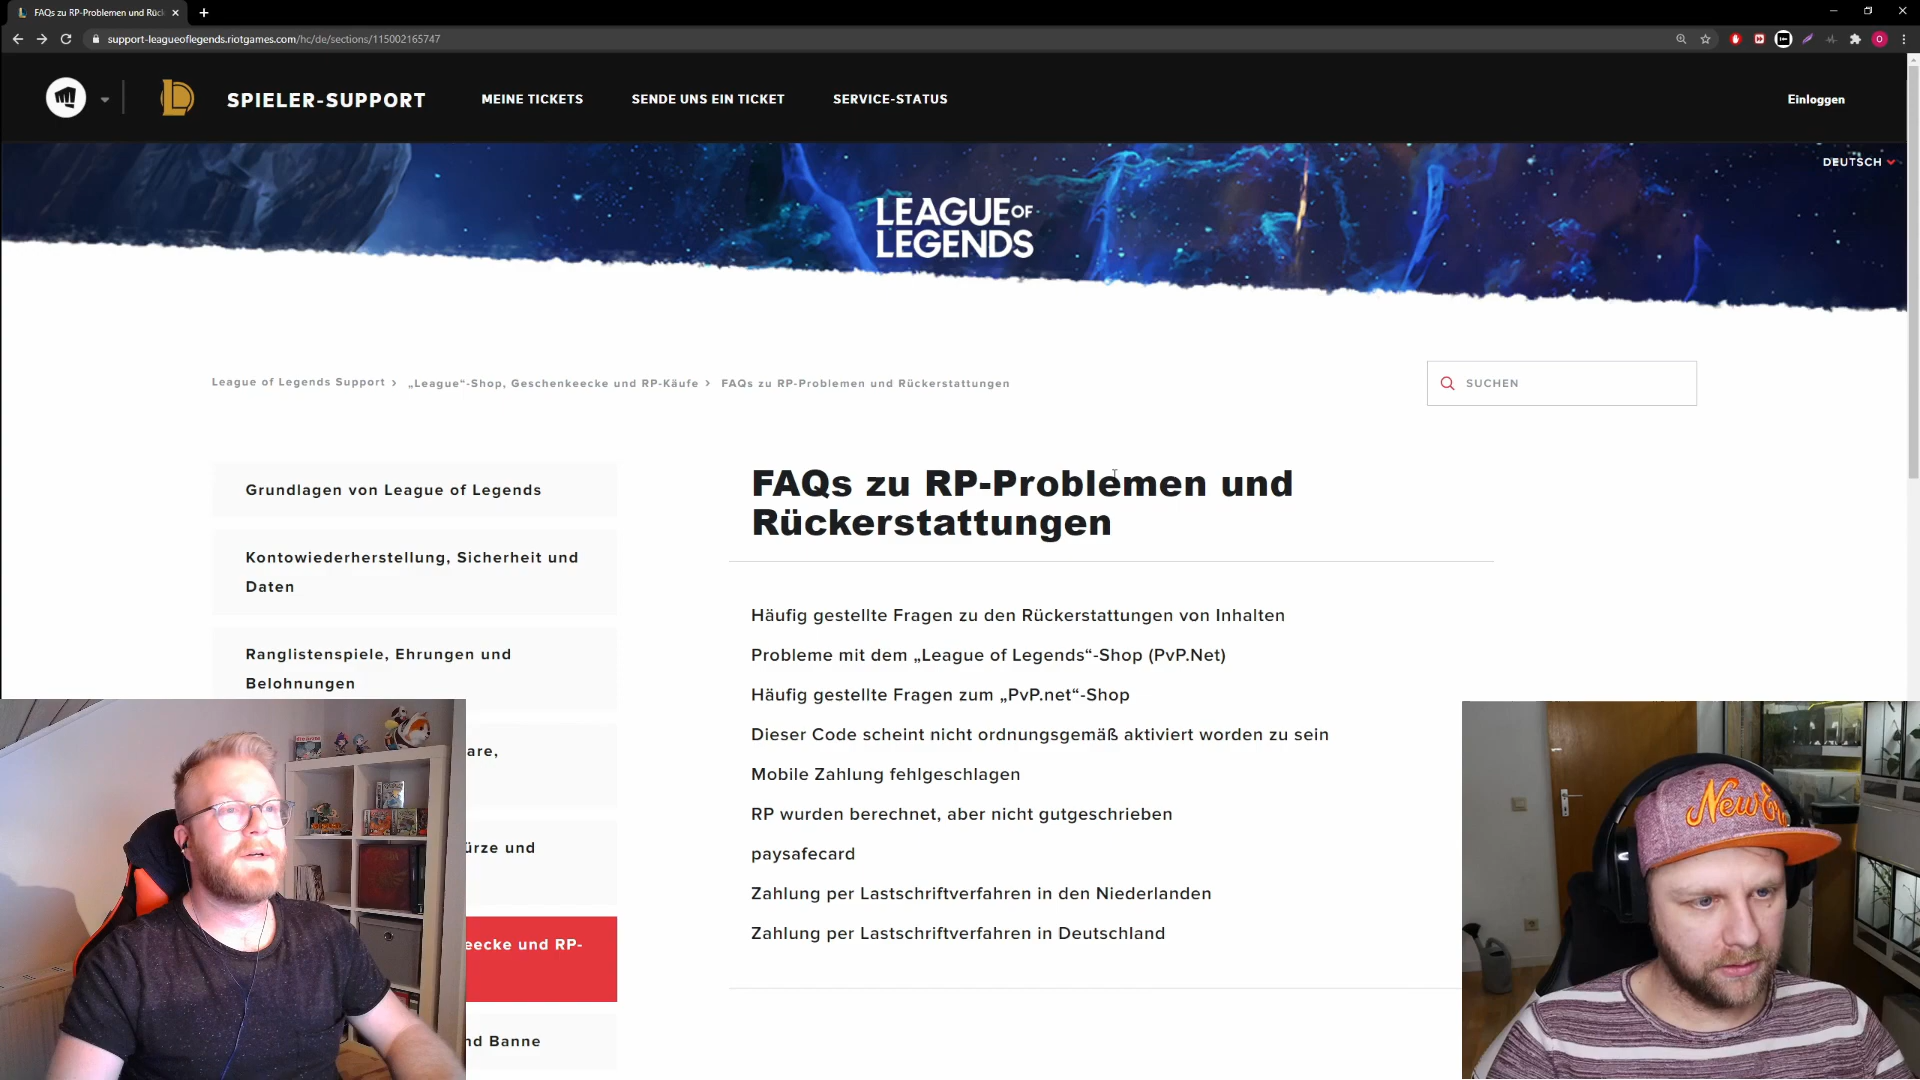 FAQs zu RP-Problemen und Rüc
support-leagueoflegends.riotgames.com/hc/de/sections/115002165747
SPIELER-SUPPORT
MEINE TICKETS
SENDE UNS EIN TICKET
SERVICE-STATUS
Einloggen
DEUTSCH
LEAGUE OF
LEGENDS
League of Legends Support > „League“-Shop, Geschenkeecke und RP-Käufe > FAQs zu RP-Problemen und Rückerstattungen
SUCHEN
Grundlagen von League of Legends
Kontowiederherstellung, Sicherheit und
Daten
Ranglistenspiele, Ehrungen und
Belohnungen
are,
ürze und
eecke und RP-
nd Banne
FAQs zu RP-Problemen und
Rückerstattungen
Häufig gestellte Fragen zu den Rückerstattungen von Inhalten
Probleme mit dem „League of Legends“-Shop (PvP.Net)
Häufig gestellte Fragen zum „PvP.net“-Shop
Dieser Code scheint nicht ordnungsgemäß aktiviert worden zu sein
Mobile Zahlung fehlgeschlagen
RP wurden berechnet, aber nicht gutgeschrieben
paysafecard
Zahlung per Lastschriftverfahren in den Niederlanden
Zahlung per Lastschriftverfahren in Deutschland